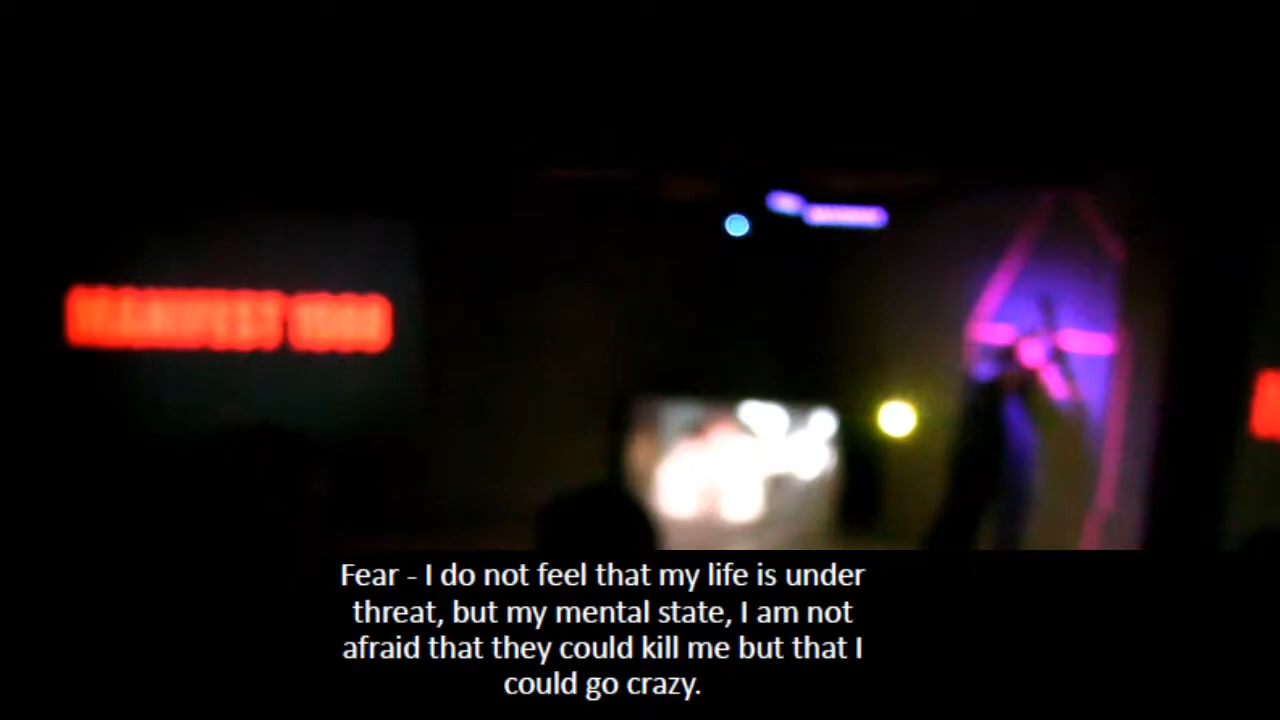 Fear - I do not feel that my life is under
threat, but my mental state, I am not
afraid that they could kill me but that I
could go crazy.